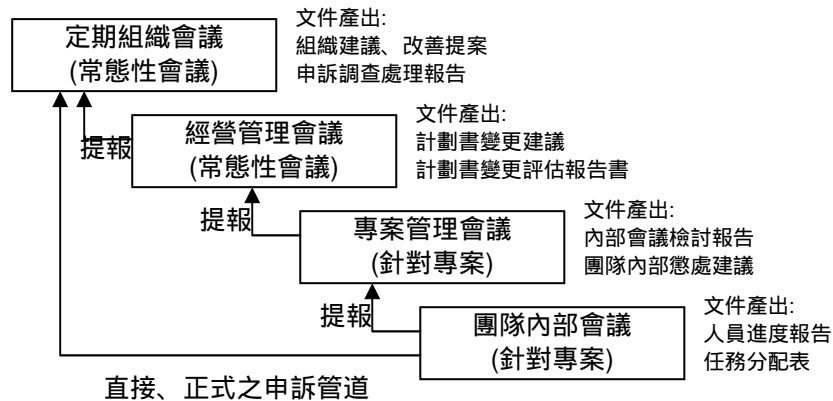 定期組織會議
(常態性會議)
文件產出:
組織建議、改善提案
申訴調查處理報告
提報
經營管理會議
(常態性會議)
文件產出:
計劃書變更建議
計劃書變更評估報告書
提報
專案管理會議
(針對專案)
文件產出:
內部會議檢討報告
團隊內部懲處建議
提報
團隊內部會議
(針對專案)
文件產出:
人員進度報告
任務分配表
直接、正式之申訴管道